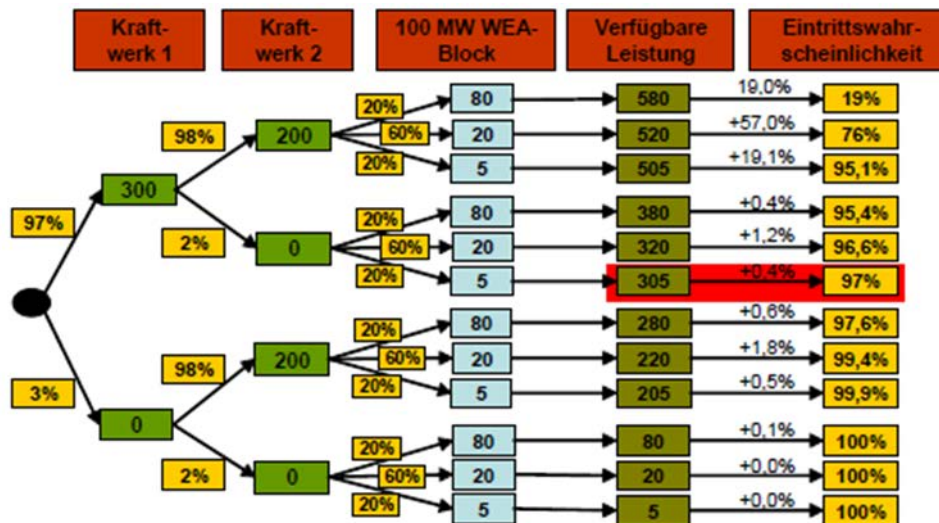 Kraft-
werk 1
Kraft-
werk 2
100 MW WEA-
Block
Verfügbare
Leistung
Eintrittswahr-
scheinlichkeit
97%
3%
300
0
98%
2%
98%
2%
200
0
200
0
20% 80 580 19,0% 19%
60% 20 520 +57,0% 76%
20% 5 505 +19,1% 95,1%
20% 80 380 +0,4% 95,4%
60% 20 320 +1,2% 96,6%
20% 5 305 +0,4% 97%
20% 80 280 +0,6% 97,6%
60% 20 220 +1,8% 99,4%
20% 5 205 +0,5% 99,9%
20% 80 80 +0,1% 100%
60% 20 20 +0,0% 100%
20% 5 5 +0,0% 100%